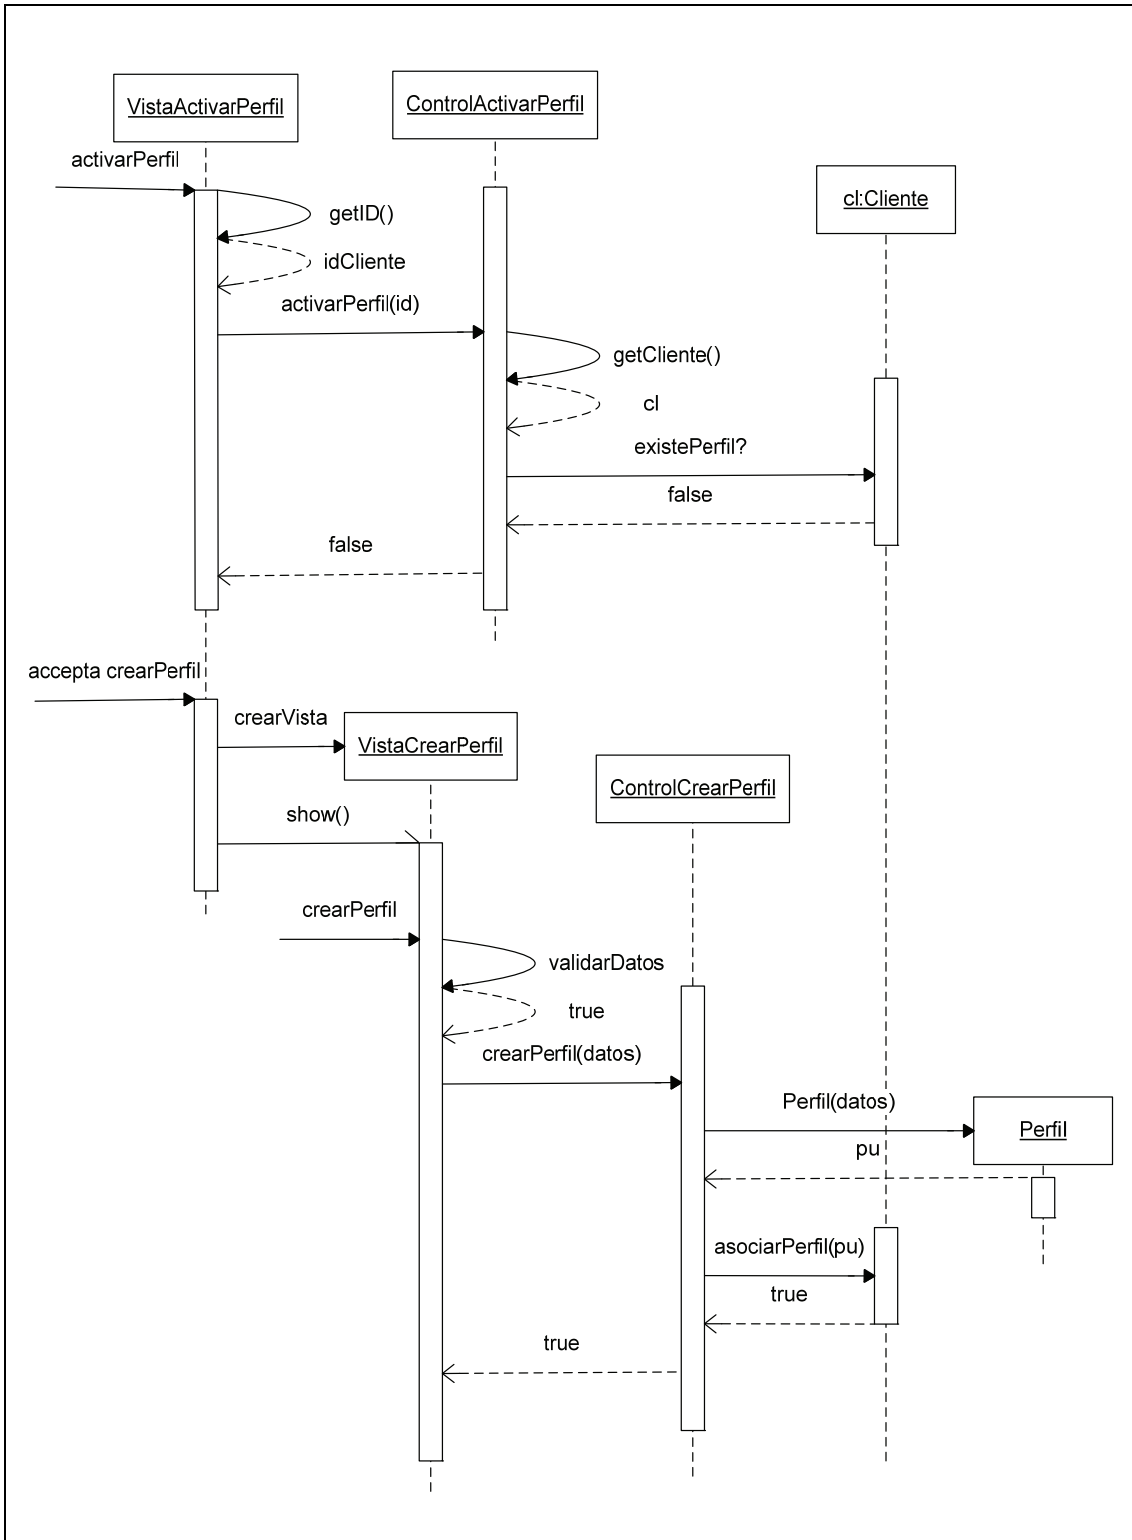 VistaActivarPerfil
ControlActivarPerfil
activarPerfil
cl:Cliente
getID()
idCliente
activarPerfil(id)
getCliente()
cl
existePerfil?
false
false
accepta crearPerfil
crearVista
VistaCrearPerfil
ControlCrearPerfil
show()
crearPerfil
validarDatos
true
crearPerfil(datos)
Perfil(datos)
Perfil
pu
asociarPerfil(pu)
true
true